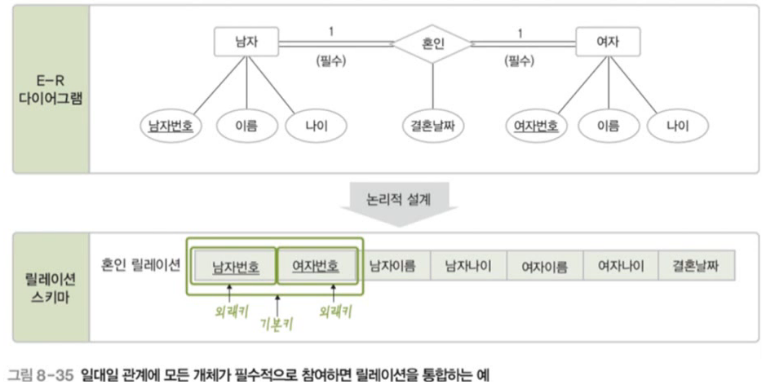 E-R
다이어그램
남자
1
(필수)
혼인
1
(필수)
여자
남자번호
이름
나이
결혼날짜
여자번호
이름
나이
논리적 설계
릴레이션
스키마
혼인 릴레이션
남자번호
여자번호
남자이름
남자나이
여자이름
여자나이
결혼날짜
외래키
기본키
외래키
그림 8-35 일대일 관계에 모든 개체가 필수적으로 참여하면 릴레이션을 통합하는 예